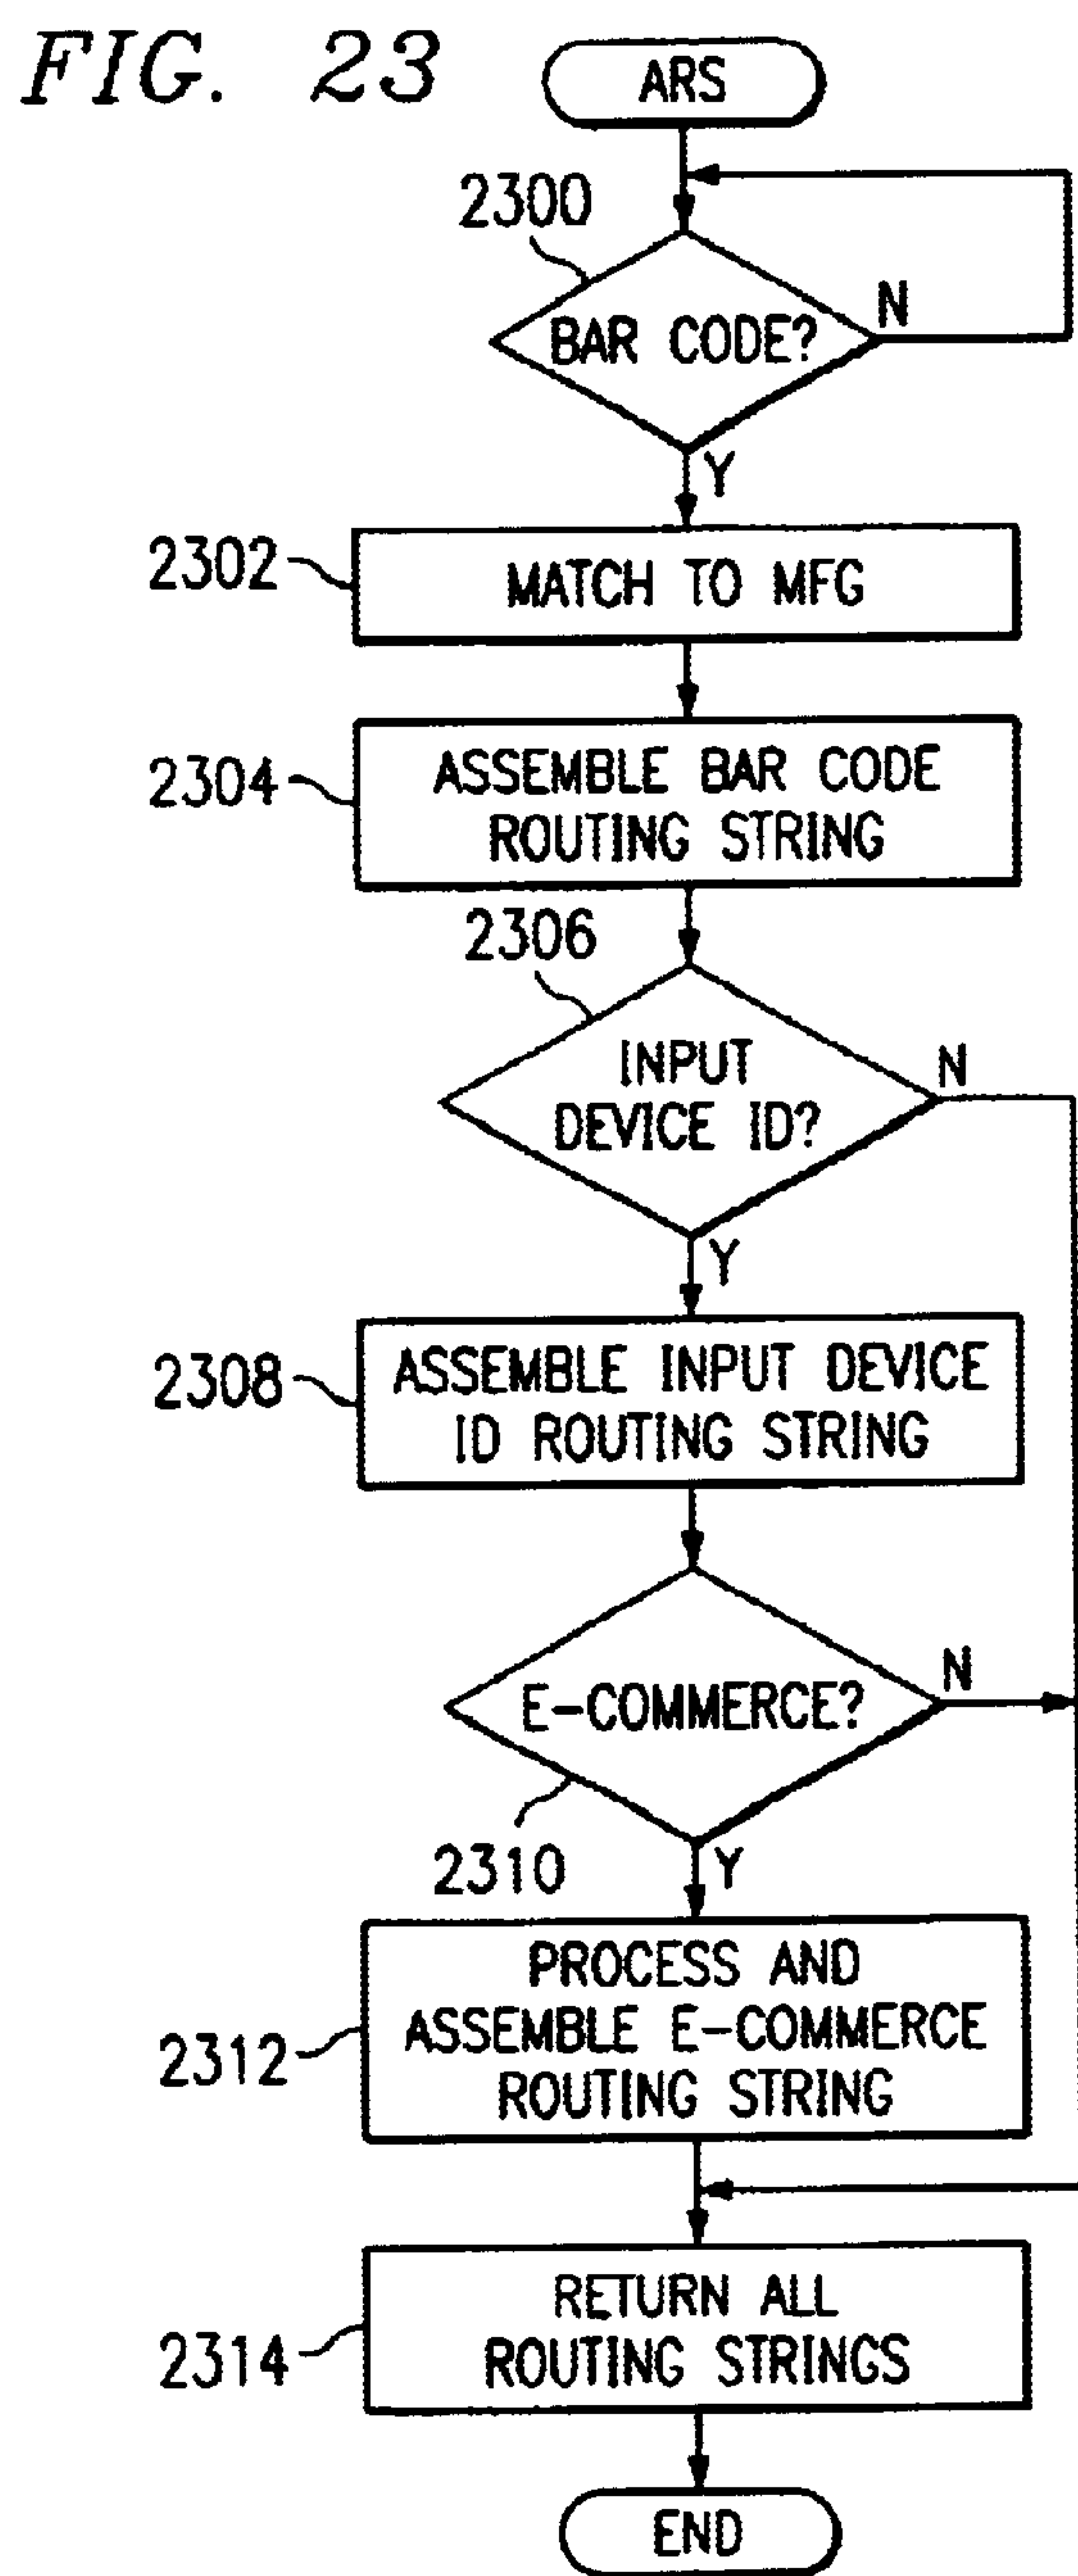 FIG. 23
ARS
2300
BAR CODE?
N
Y
2302
MATCH TO MFG
2304
ASSEMBLE BAR CODE
ROUTING STRING
2306
INPUT
DEVICE ID?
N
Y
2308
ASSEMBLE INPUT DEVICE
ID ROUTING STRING
E-COMMERCE?
N
2310
Y
2312
PROCESS AND
ASSEMBLE E-COMMERCE
ROUTING STRING
2314
RETURN ALL
ROUTING STRINGS
END